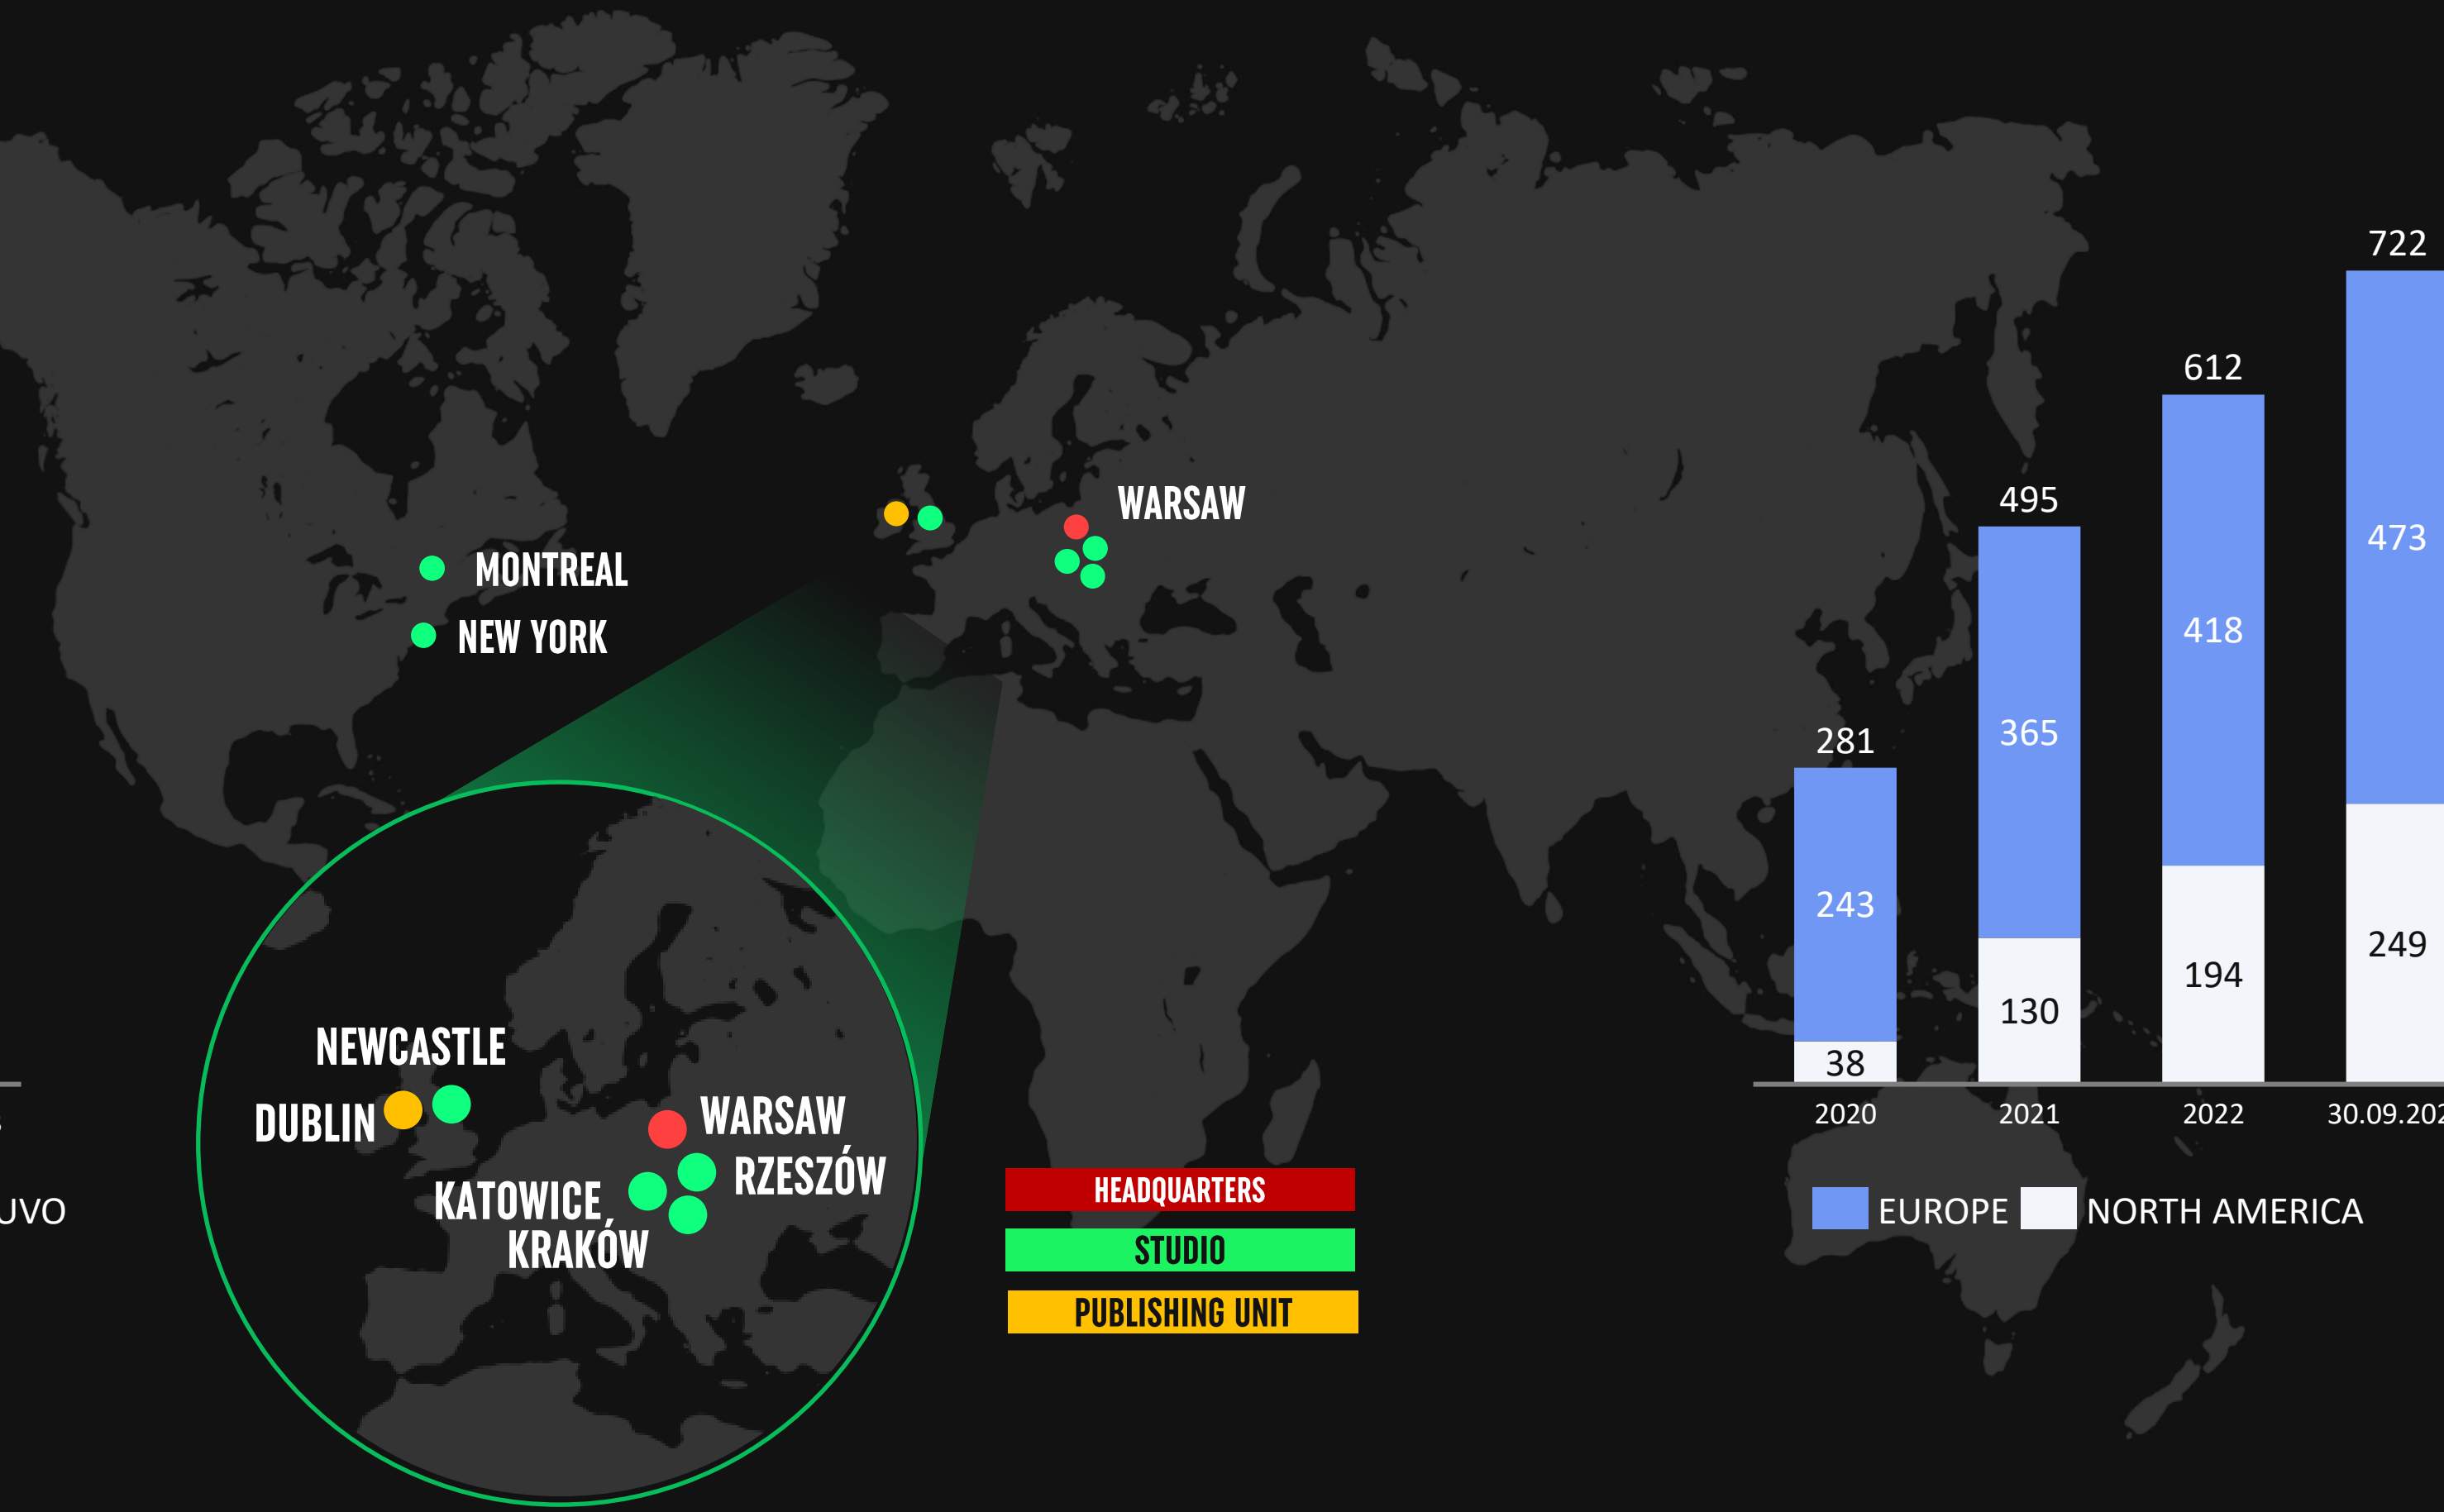 722
612
495
473
418
365
281
243
249
194
130
38
2020
2021
2022
EUROPE
NORTH AMERICA
WARSAW
MONTREAL
NEW YORK
NEWCASTLE
DUBLIN
WARSAW
RZESZÓW
KATOWICE
KRAKÓW
HEADQUARTERS
STUDIO
PUBLISHING UNIT